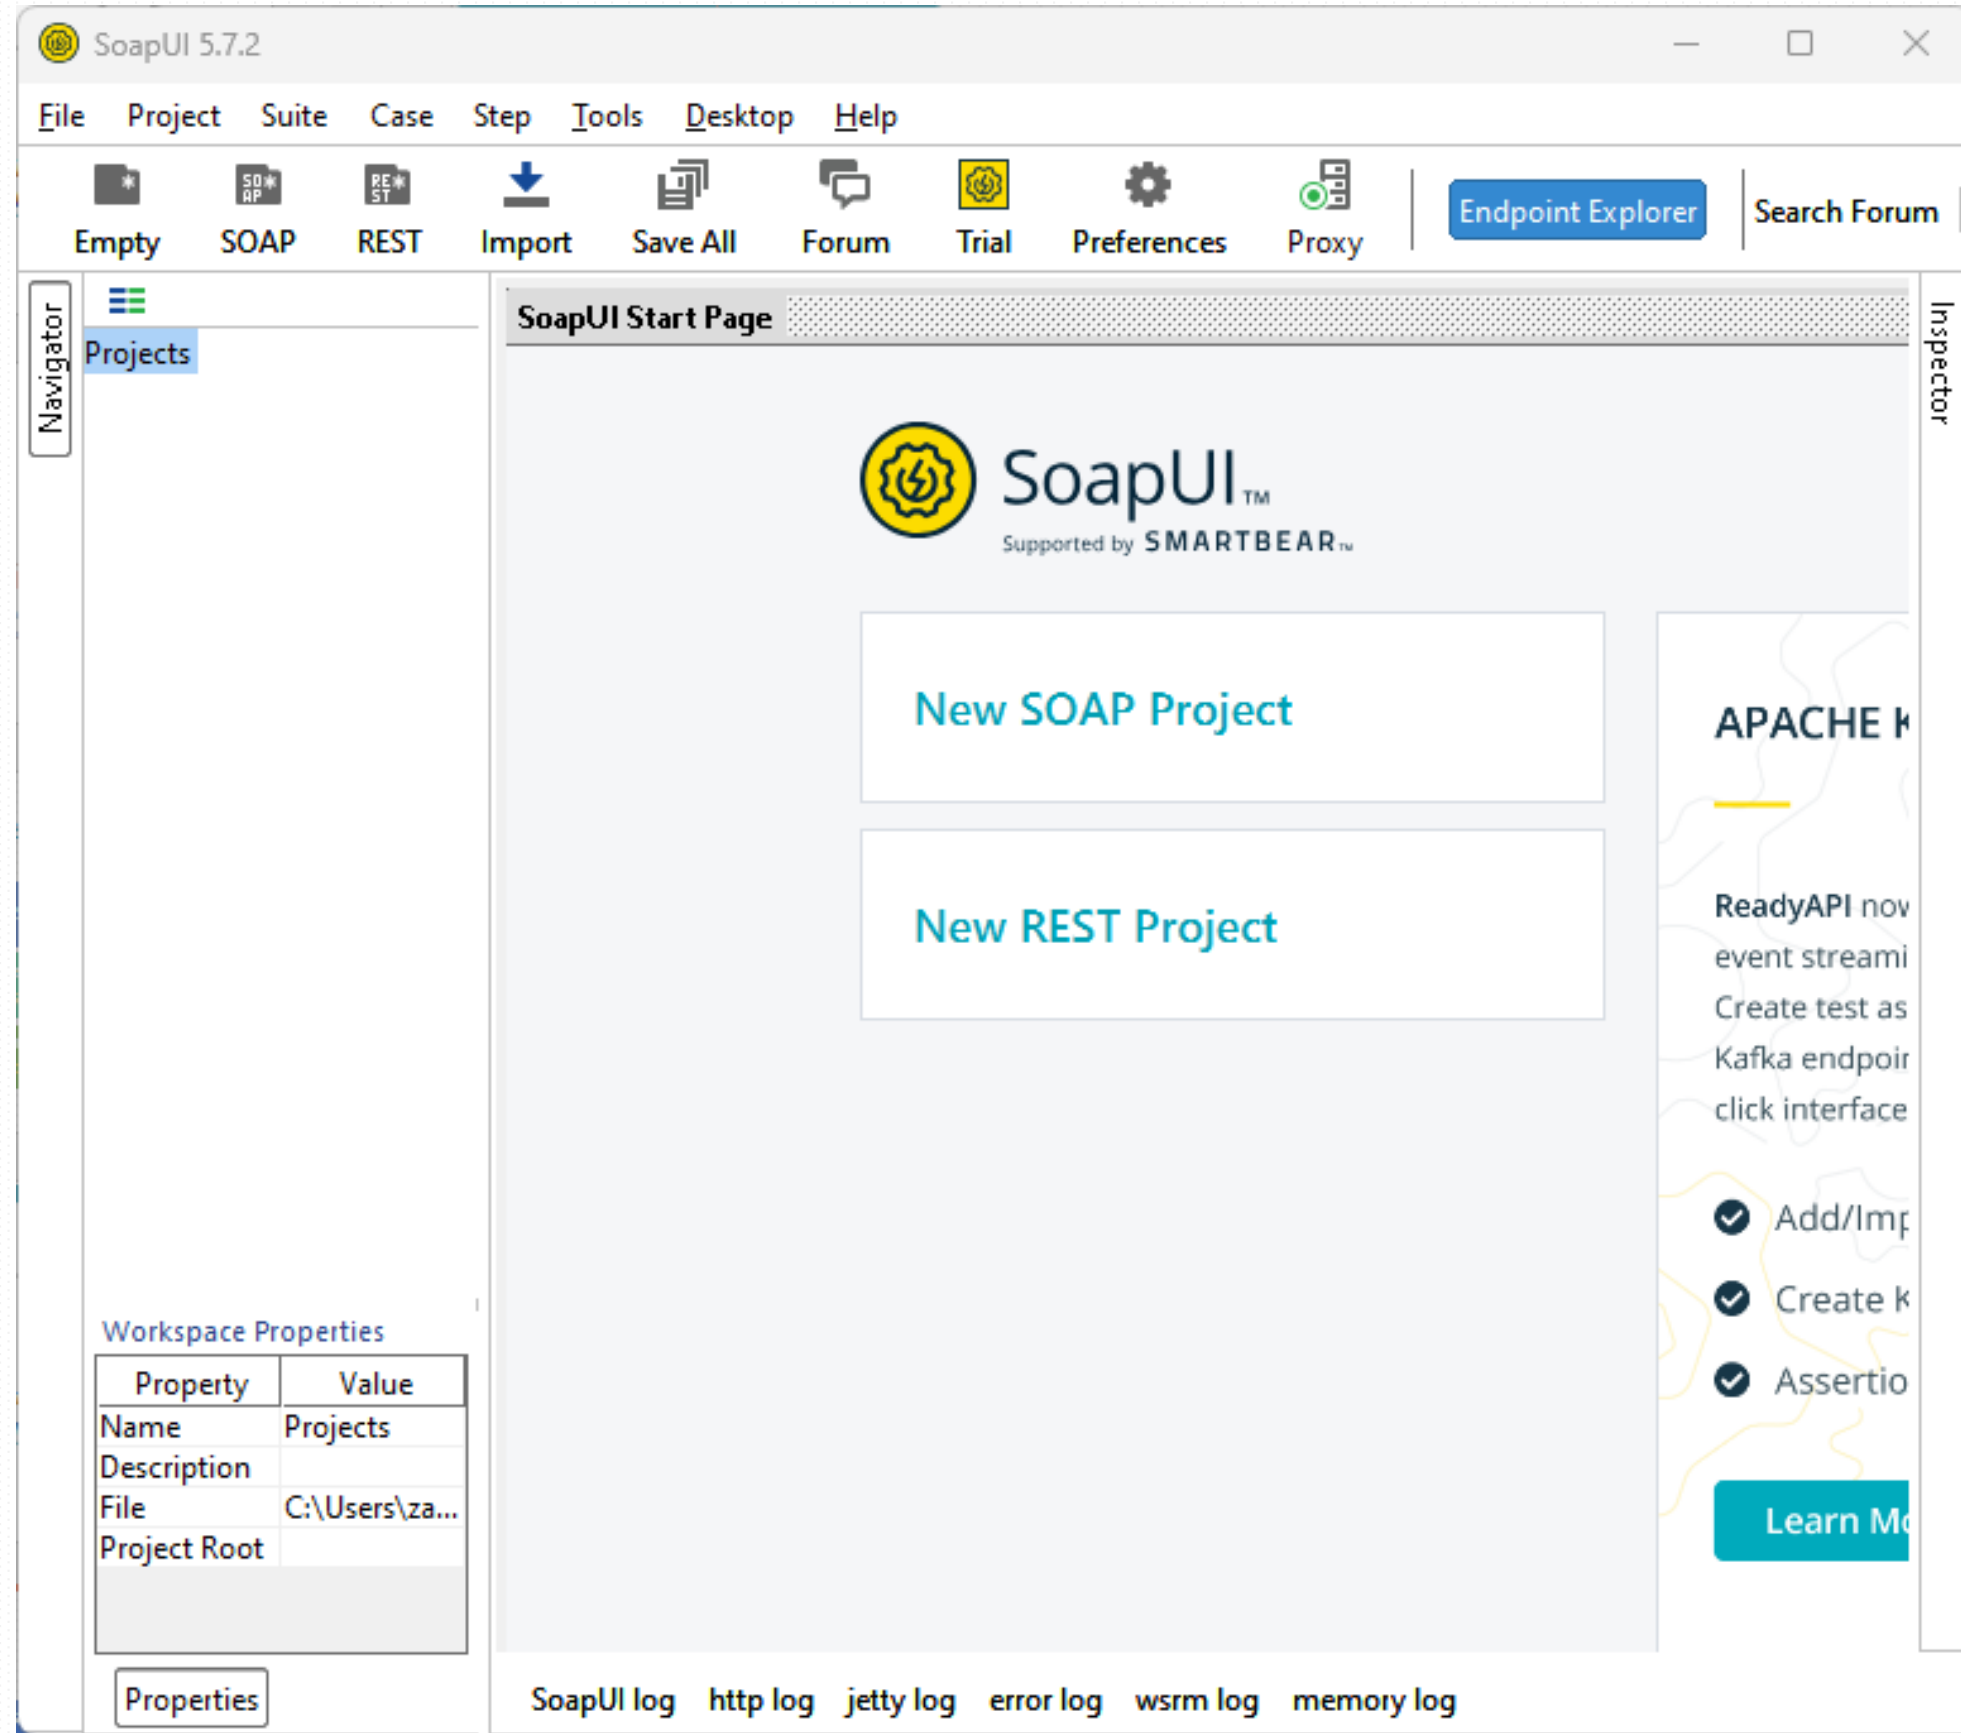 SoapUI 5.7.2
File Project Suite Case Step Tools Desktop Help
Empty SOAP REST Import Save All Forum Trial Preferences Proxy Endpoint Explorer Search Forum
Navigator
Projects
SoapUI Start Page
Inspector
SoapUI™
Supported by SMARTBEAR™
New SOAP Project
New REST Project
APACHE K
ReadyAPI now
event streami
Create test as
Kafka endpoin
click interface
Add/Imp
Create K
Assertio
Learn Mo
Workspace Properties
Property Value
Name Projects
Description
File C:\Users\za...
Project Root
Properties
SoapUI log http log jetty log error log wsrm log memory log